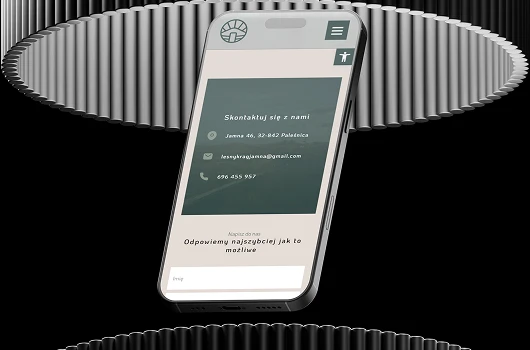 Skontaktuj się z nami
Jamna 46, 32-842 Paleśnica
lesnykragjamna@gmail.com
696 455 957
Napisz do nas
Odpowiemy najszybciej jak to
możliwe
Imię